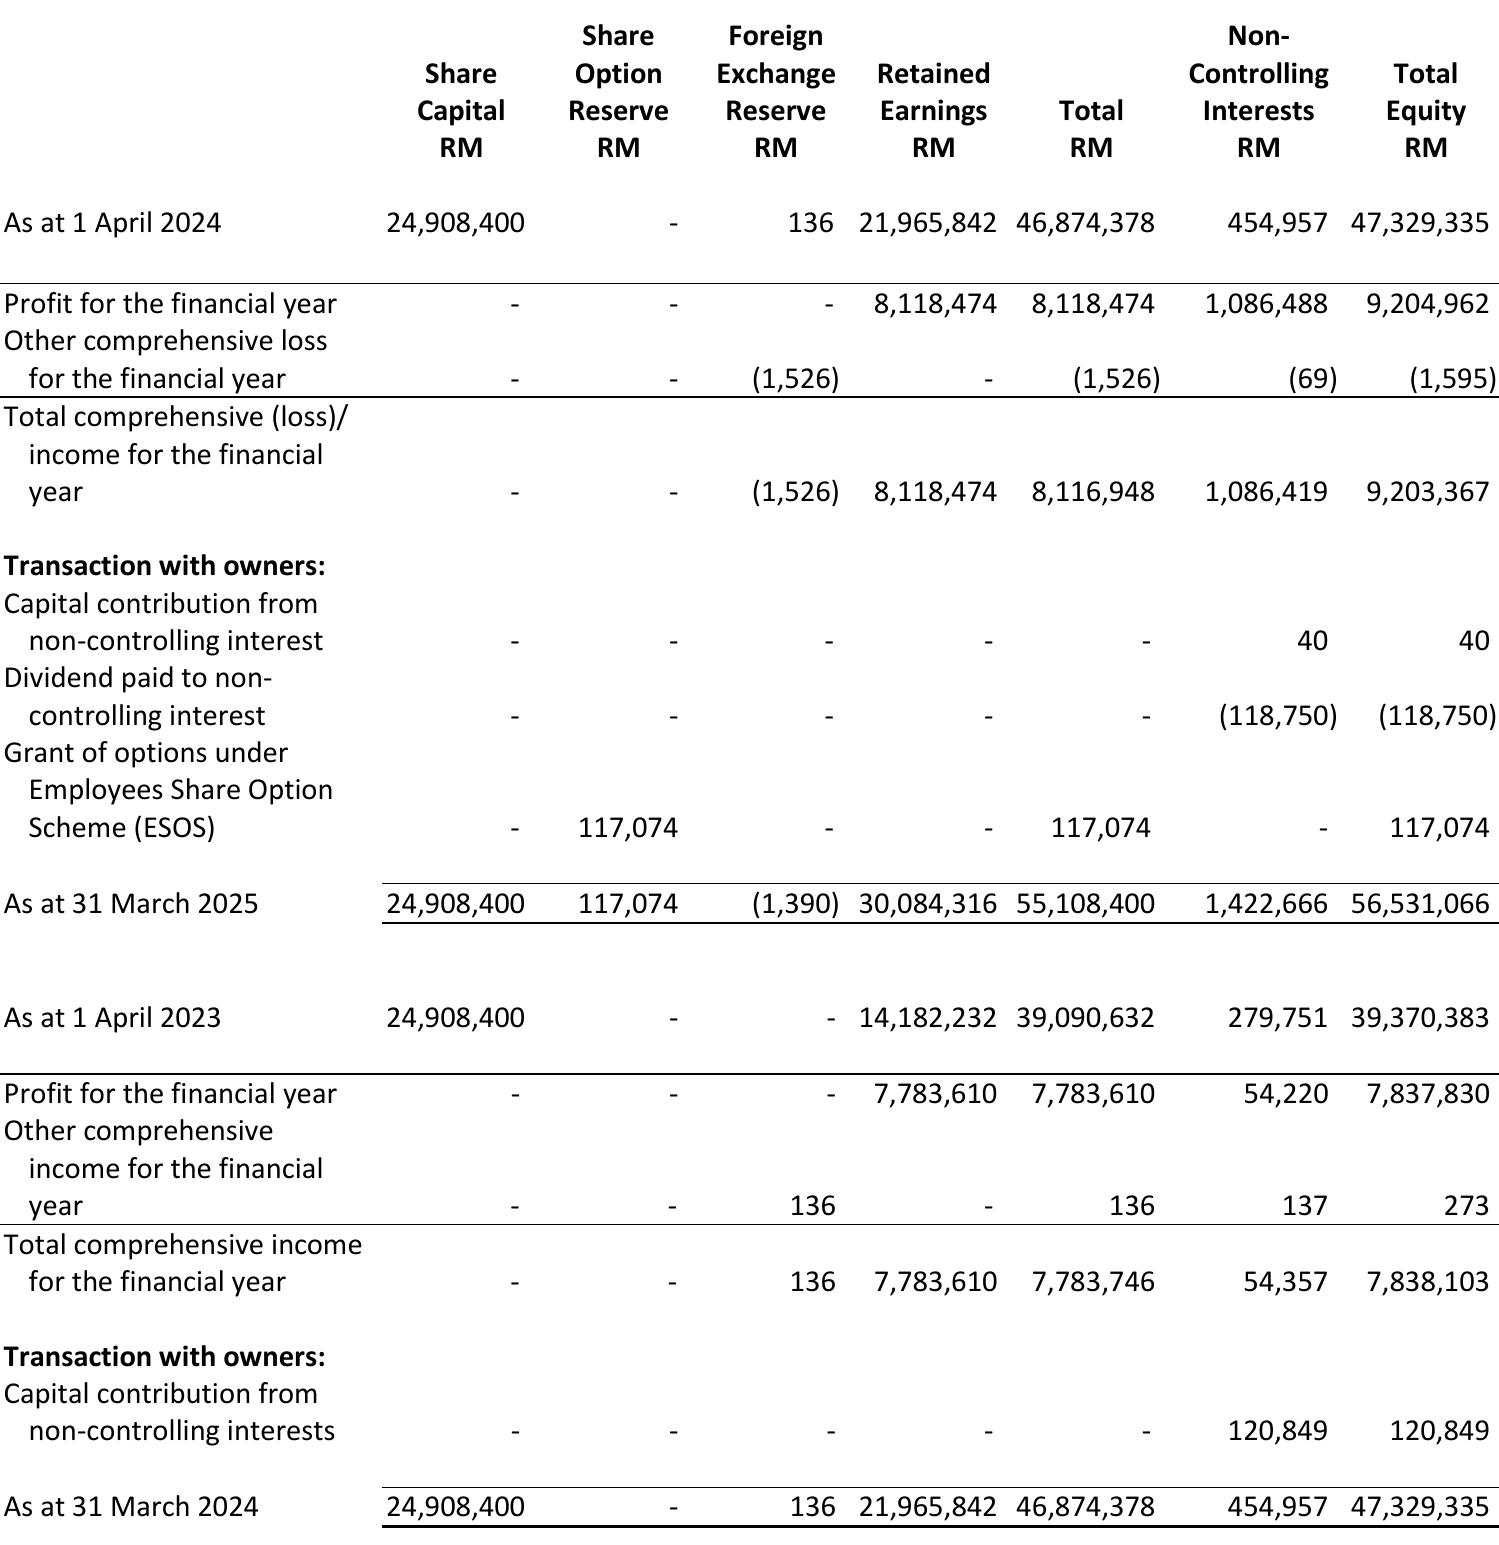 Share Foreign Non-
Share Option Exchange Retained Controlling Total
Capital Reserve Reserve Earnings Total Interests Equity
RM RM RM RM RM RM RM
As at 1 April 2024 24,908,400 - 136 21,965,842 46,874,378 454,957 47,329,335
Profit for the financial year - - - 8,118,474 8,118,474 1,086,488 9,204,962
Other comprehensive loss
for the financial year - - (1,526) - (1,526) (69) (1,595)
Total comprehensive (loss)/
income for the financial
year - - (1,526) 8,118,474 8,116,948 1,086,419 9,203,367
Transaction with owners:
Capital contribution from
non-controlling interest - - - - - 40 40
Dividend paid to non-
controlling interest - - - - - (118,750) (118,750)
Grant of options under
Employees Share Option
Scheme (ESOS) - 117,074 - - 117,074 - 117,074
As at 31 March 2025 24,908,400 117,074 (1,390) 30,084,316 55,108,400 1,422,666 56,531,066
As at 1 April 2023 24,908,400 - - 14,182,232 39,090,632 279,751 39,370,383
Profit for the financial year - - - 7,783,610 7,783,610 54,220 7,837,830
Other comprehensive
income for the financial
year - - 136 - 136 137 273
Total comprehensive income
for the financial year - - 136 7,783,610 7,783,746 54,357 7,838,103
Transaction with owners:
Capital contribution from
non-controlling interests - - - - - 120,849 120,849
As at 31 March 2024 24,908,400 - 136 21,965,842 46,874,378 454,957 47,329,335